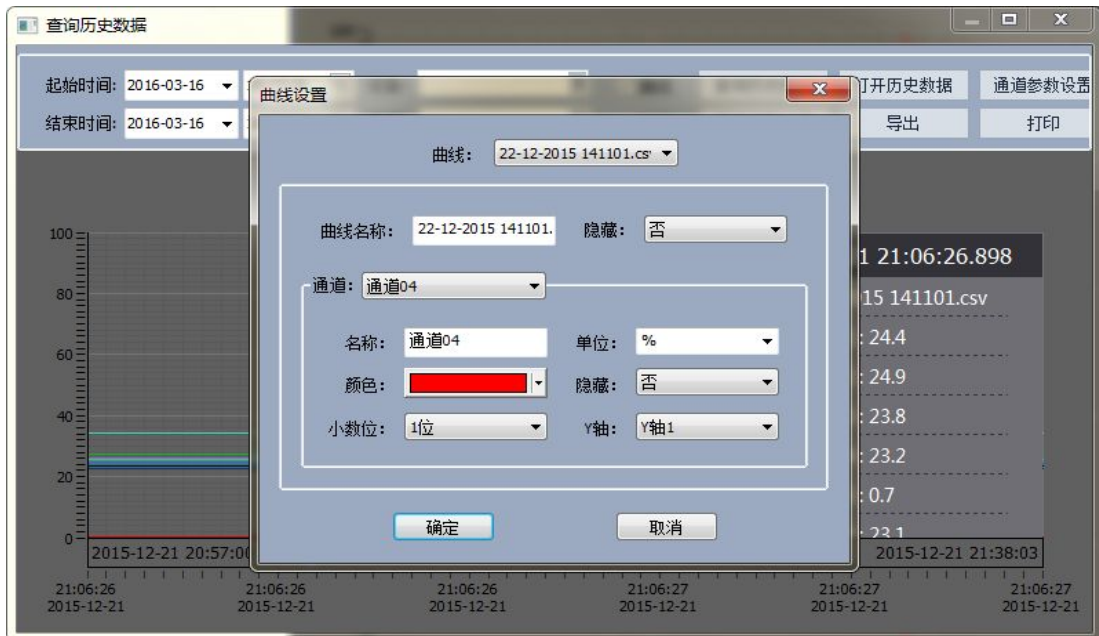 查询历史数据
起始时间: 2016-03-16
打开历史数据 通道参数设置
结束时间: 2016-03-16
导出 打印
曲线设置
曲线: 22-12-2015 141101.cs
曲线名称: 22-12-2015 141101. 隐藏: 否
通道: 通道04
名称: 通道04 单位: %
颜色: 隐藏: 否
小数位: 1位 Y轴: Y轴1
确定 取消
100
80
60
40
20
0
1 21:06:26.898
15 141101.csv
: 24.4
: 24.9
: 23.8
: 23.2
: 0.7
: 23.1
2015-12-21 20:57:00
2015-12-21 21:38:03
21:06:26 21:06:26 21:06:26 21:06:27 21:06:27 21:06:27
2015-12-21 2015-12-21 2015-12-21 2015-12-21 2015-12-21 2015-12-21